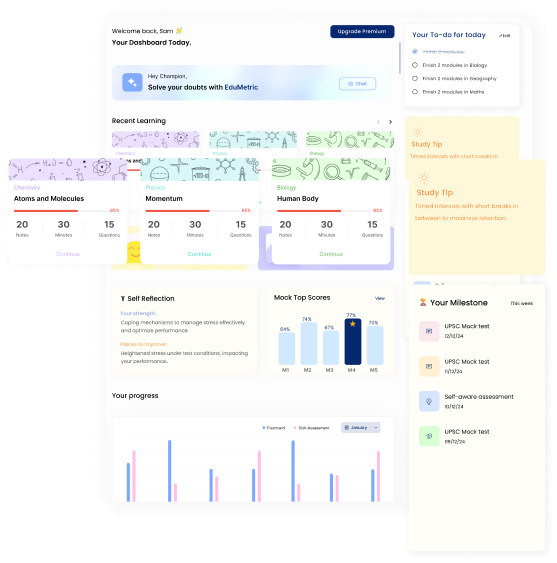 Welcome back, Sam 👋
Your Dashboard Today.
Upgrade Premium
Hey Champion,
Solve your doubts with EduMetric
Chat
Recent Learning
Chemistry
Physics
Biology
Chemistry
Atoms and Molecules
65%
20 30 15
Notes Minutes Questions
Continue
Physics
Momentum
65%
20 30 15
Notes Minutes Questions
Continue
Biology
Human Body
65%
20 30 15
Notes Minutes Questions
Continue
Self Reflection
Your strength:
Coping mechanisms to manage stress effectively
and optimize performance.
Places to improve:
Heightened stress under test conditions, impacting
your performance.
Mock Top Scores
View
64% 74% 67% 77% 70%
M1 M2 M3 M4 M5
Your progress
January
Your To-do for today
Edit
Finish 2 modules
Finish 2 modules in Biology
Finish 2 modules in Geography
Finish 2 modules in Maths
Study Tip
Timed intervals with short breaks in
Study Tip
Timed intervals with short breaks in
between to maximize retention.
Your Milestone
This week
UPSC Mock test
12/12/24
UPSC Mock test
11/12/24
Self-aware assessment
10/12/24
UPSC Mock test
09/12/24